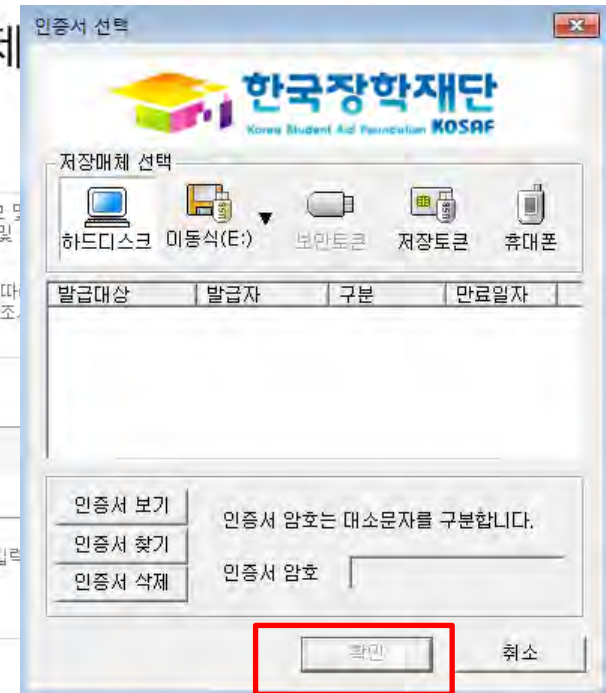 인증서 선택
한국장학재단
Korea Student Aid Foundation KOSAF
저장매체 선택
하드디스크 이동식(E:) 보안토큰 저장토큰 휴대폰
발급대상 발급자 구분 만료일자
인증서 보기
인증서 암호는 대소문자를 구분합니다.
인증서 찾기
인증서 암호
인증서 삭제
확인 취소